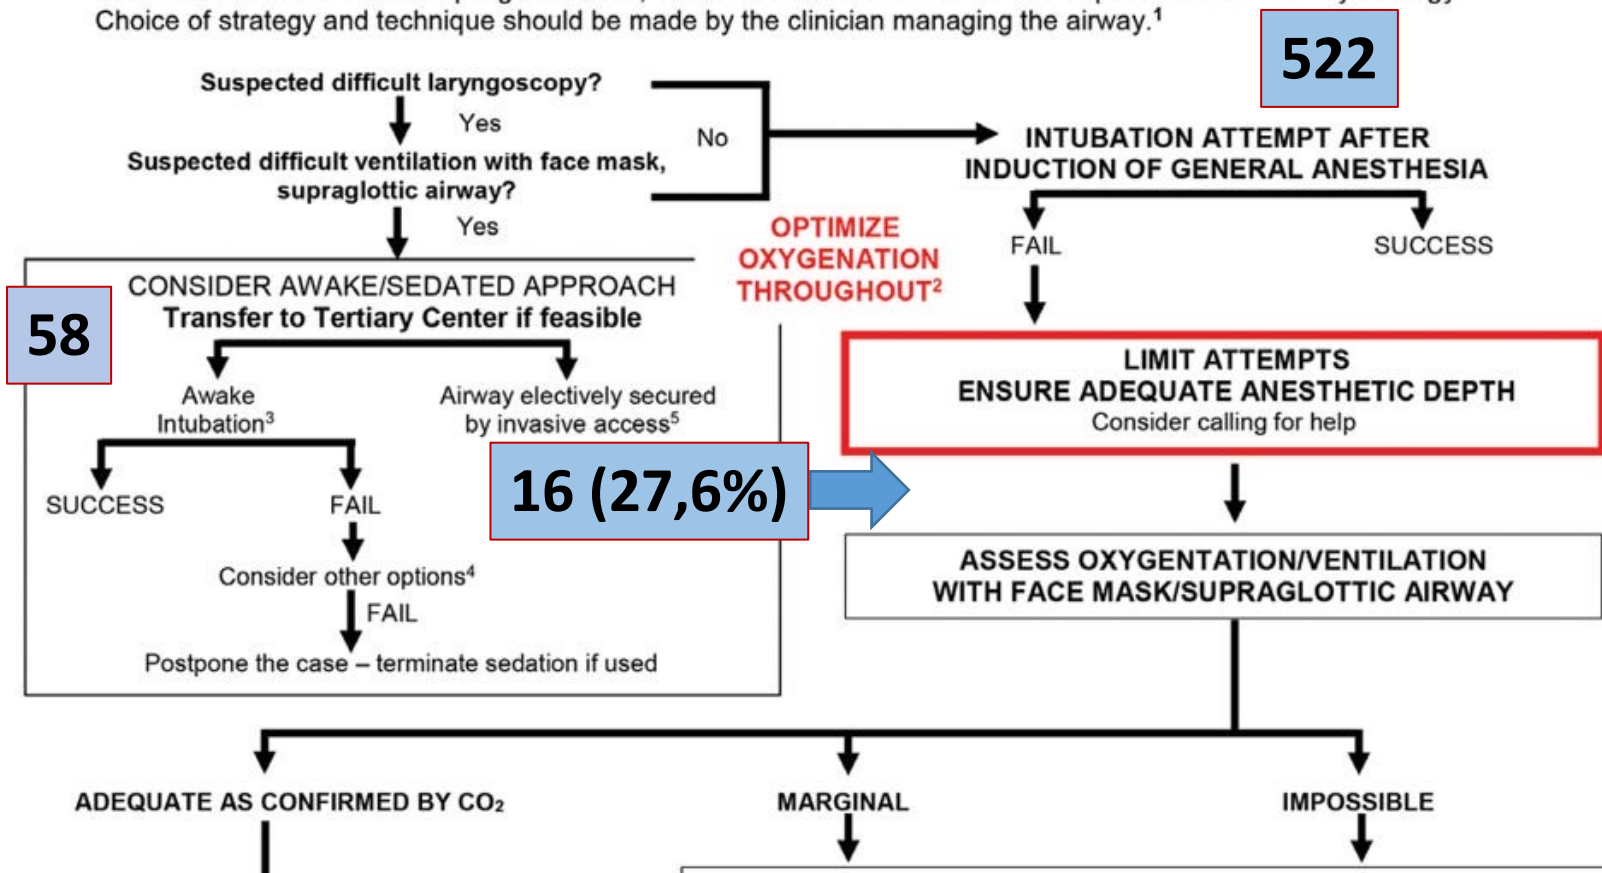 Choice of strategy and technique should be made by the clinician managing the airway.¹
522
Suspected difficult laryngoscopy?
Yes
No
Suspected difficult ventilation with face mask,
supraglottic airway?
Yes
INTUBATION ATTEMPT AFTER
INDUCTION OF GENERAL ANESTHESIA
FAIL
SUCCESS
OPTIMIZE
OXYGENATION
THROUGHOUT²
58
CONSIDER AWAKE/SEDATED APPROACH
Transfer to Tertiary Center if feasible
Awake
Intubation³
Airway electively secured
by invasive access⁵
SUCCESS
FAIL
Consider other options⁴
FAIL
Postpone the case – terminate sedation if used
16 (27,6%)
LIMIT ATTEMPTS
ENSURE ADEQUATE ANESTHETIC DEPTH
Consider calling for help
ASSESS OXYGENTATION/VENTILATION
WITH FACE MASK/SUPRAGLOTTIC AIRWAY
ADEQUATE AS CONFIRMED BY CO₂
MARGINAL
IMPOSSIBLE